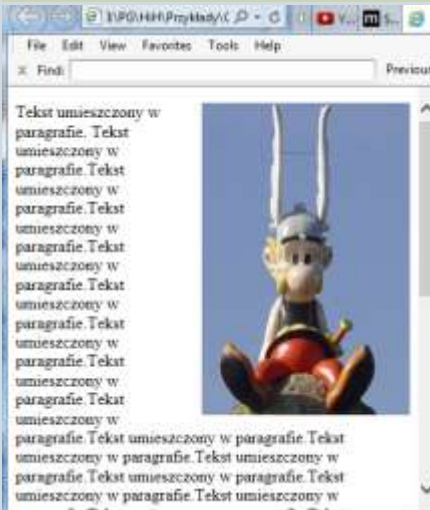 File Edit View Favorites Tools Help
x Find: Previous
Tekst umieszczony w
paragrafie. Tekst
umieszczony w
paragrafie.Tekst
umieszczony w
paragrafie.Tekst
umieszczony w
paragrafie.Tekst
umieszczony w
paragrafie.Tekst
umieszczony w
paragrafie.Tekst
umieszczony w
paragrafie.Tekst
umieszczony w
paragrafie.Tekst
umieszczony w
paragrafie.Tekst umieszczony w paragrafie.Tekst
umieszczony w paragrafie.Tekst umieszczony w
paragrafie.Tekst umieszczony w paragrafie.Tekst
umieszczony w paragrafie.Tekst umieszczony w